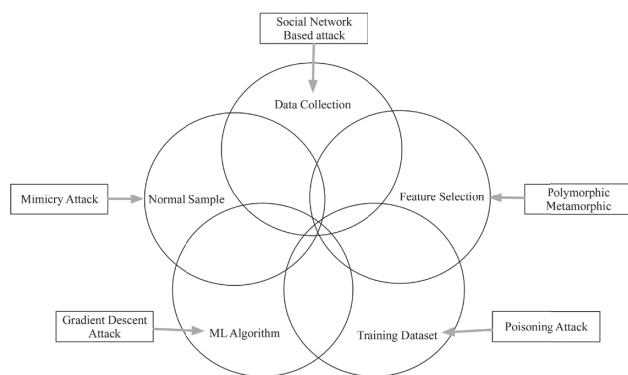 Social Network
Based attack
Data Collection
Mimicry Attack
Normal Sample
Feature Selection
Polymorphic
Metamorphic
Gradient Descent
Attack
ML Algorithm
Training Dataset
Poisoning Attack